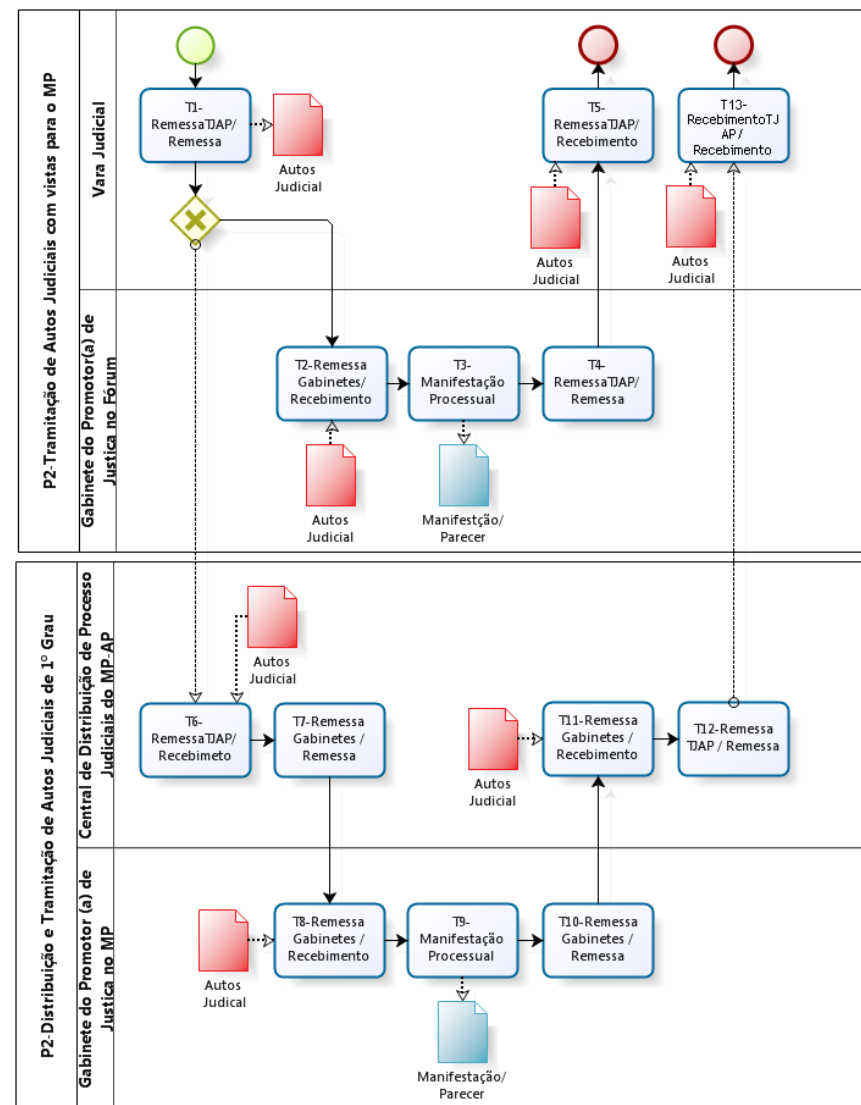 P2-Tramitação de Autos Judiciais com vistas para o MP
Vara Judicial
T1-
RemessaTJAP/
Remessa
Autos
Judicial
T5-
RemessaTJAP/
Recebimento
Autos
Judicial
T13-
RecebimentoTJ
AP /
Recebimento
Autos
Judicial
Gabinete do Promotor(a) de
Justica no Fórum
T2-Remessa
Gabinetes/
Recebimento
Autos
Judicial
T3-
Manifestação
Processual
Manifestção/
Parecer
T4-
RemessaTJAP/
Remessa
P2-Distribuição e Tramitação de Autos Judiciais de 1º Grau
Central de Distribuição de Processo
Judiciais do MP-AP
Autos
Judicial
T6-
RemessaTJAP/
Recebimeto
T7-Remessa
Gabinetes /
Remessa
Autos
Judicial
T11-Remessa
Gabinetes /
Recebimento
T12-Remessa
TJAP / Remessa
Gabinete do Promotor (a) de
Justica no MP
Autos
Judicial
T8-Remessa
Gabinetes /
Recebimento
T9-
Manifestação
Processual
Manifestação/
Parecer
T10-Remessa
Gabinetes /
Remessa